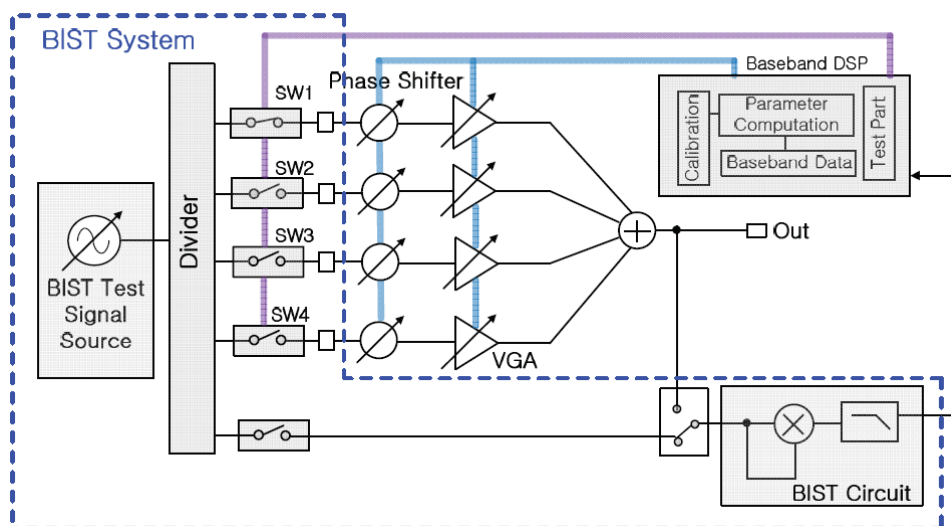 BIST System
Phase Shifter
Baseband DSP
SW1
Calibration
Parameter
Computation
Baseband Data
Test Part
SW2
Divider
SW3
Out
BIST Test
Signal
Source
SW4
VGA
BIST Circuit